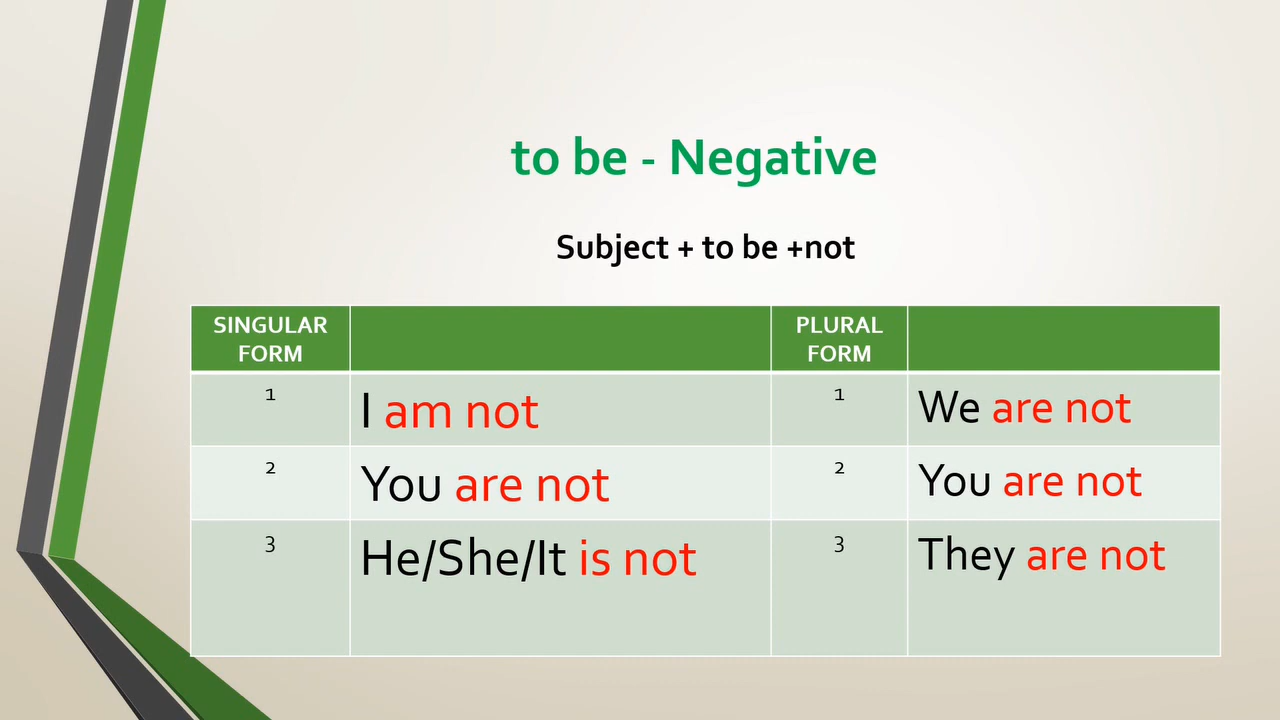 to be - Negative
Subject + to be +not
SINGULAR FORM PLURAL FORM
1 I am not 1 We are not
2 You are not 2 You are not
3 He/She/It is not 3 They are not